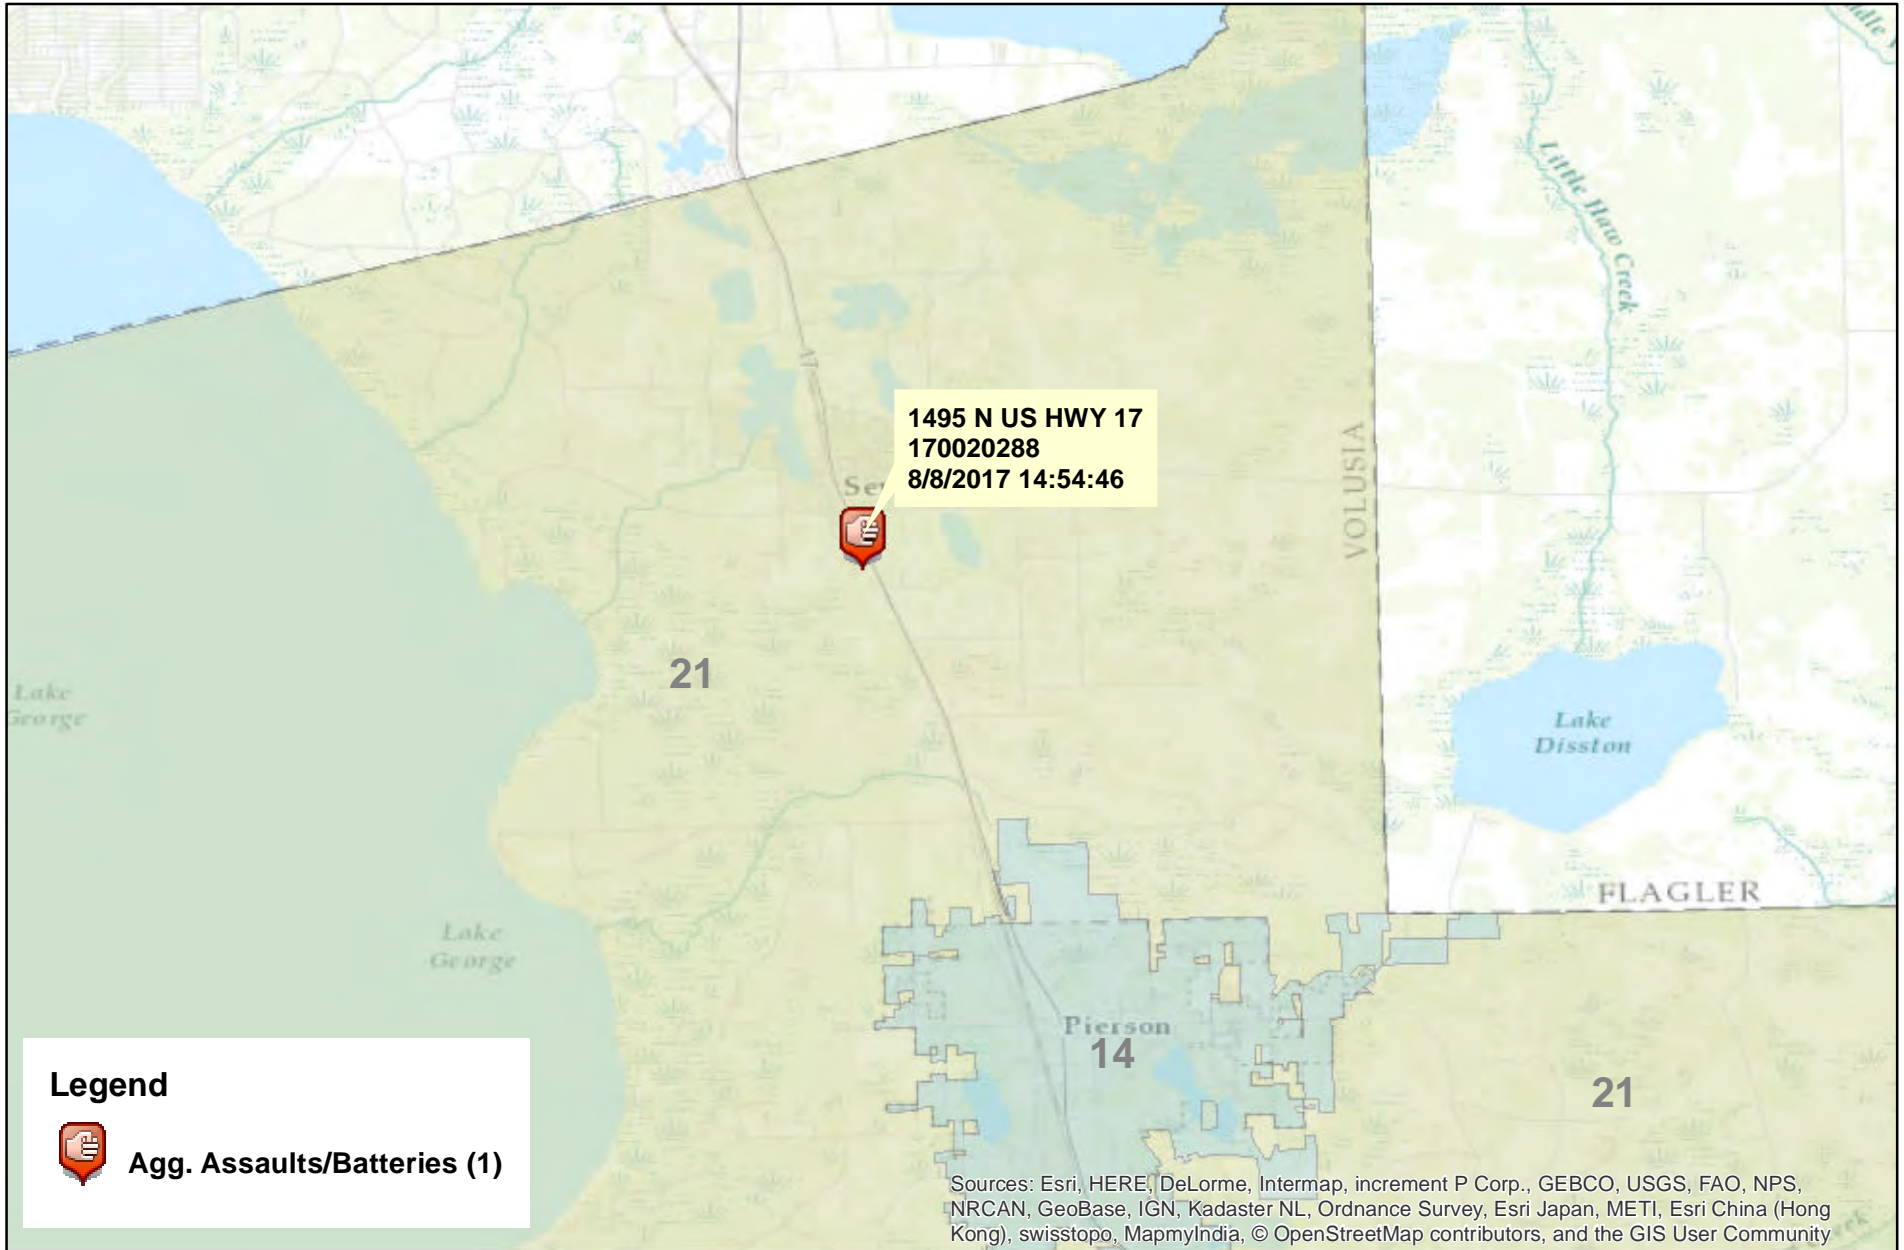 Little Haw Creek
17
1495 N US HWY 17
170020288
8/8/2017 14:54:46
VOLUSIA
21
Lake
George
Lake
Disston
FLAGLER
Lake
George
Pierson
14
21
Legend
Agg. Assaults/Batteries (1)
Sources: Esri, HERE, DeLorme, Intermap, increment P Corp., GEBCO, USGS, FAO, NPS,
NRCAN, GeoBase, IGN, Kadaster NL, Ordnance Survey, Esri Japan, METI, Esri China (Hong
Kong), swisstopo, MapmyIndia, © OpenStreetMap contributors, and the GIS User Community